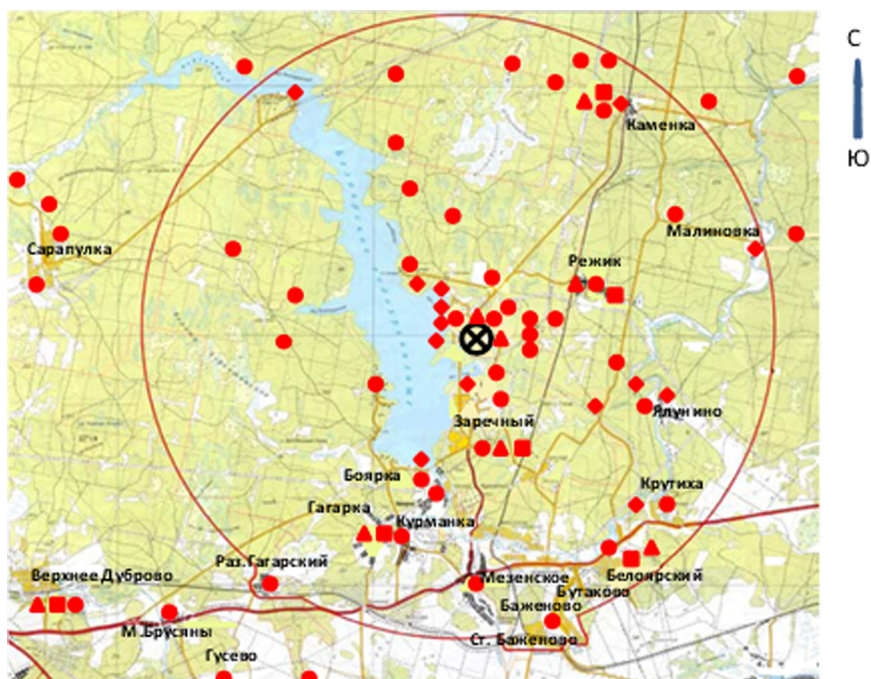 С
Каменка
Ю
Малиновка
Сарапулка
Режик
Ялунино
Заречный
Боярка
Крутиха
Гагарка
Курманка
Раз.Гагарский
Верхнее Дуброво
Мезенское
Белоярский
Бутаково
Баженово
М.Брусяны
Ст. Баженово
Гусево